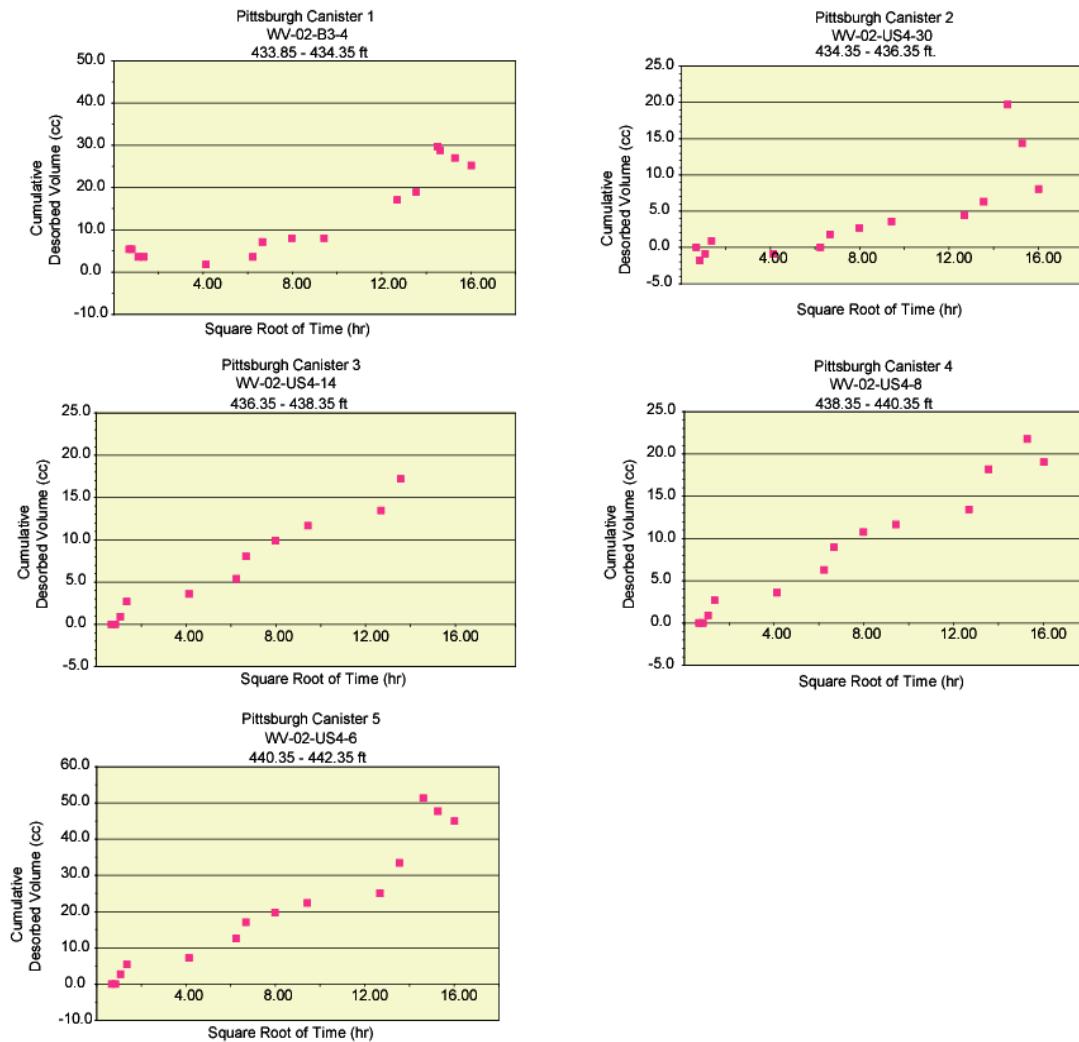 Pittsburgh Canister 1
WV-02-B3-4
433.85 - 434.35 ft
50.0
40.0
30.0
20.0
10.0
0.0
-10.0
4.00 8.00 12.00 16.00
Cumulative
Desorbed Volume (cc)
Square Root of Time (hr)
Pittsburgh Canister 2
WV-02-US4-30
434.35 - 436.35 ft.
25.0
20.0
15.0
10.0
5.0
0.0
-5.0
4.00 8.00 12.00 16.00
Cumulative
Desorbed Volume (cc)
Square Root of Time (hr)
Pittsburgh Canister 3
WV-02-US4-14
436.35 - 438.35 ft
25.0
20.0
15.0
10.0
5.0
0.0
-5.0
4.00 8.00 12.00 16.00
Cumulative
Desorbed Volume (cc)
Square Root of Time (hr)
Pittsburgh Canister 4
WV-02-US4-8
438.35 - 440.35 ft
25.0
20.0
15.0
10.0
5.0
0.0
-5.0
4.00 8.00 12.00 16.00
Cumulative
Desorbed Volume (cc)
Square Root of Time (hr)
Pittsburgh Canister 5
WV-02-US4-6
440.35 - 442.35 ft
60.0
50.0
40.0
30.0
20.0
10.0
0.0
-10.0
4.00 8.00 12.00 16.00
Cumulative
Desorbed Volume (cc)
Square Root of Time (hr)